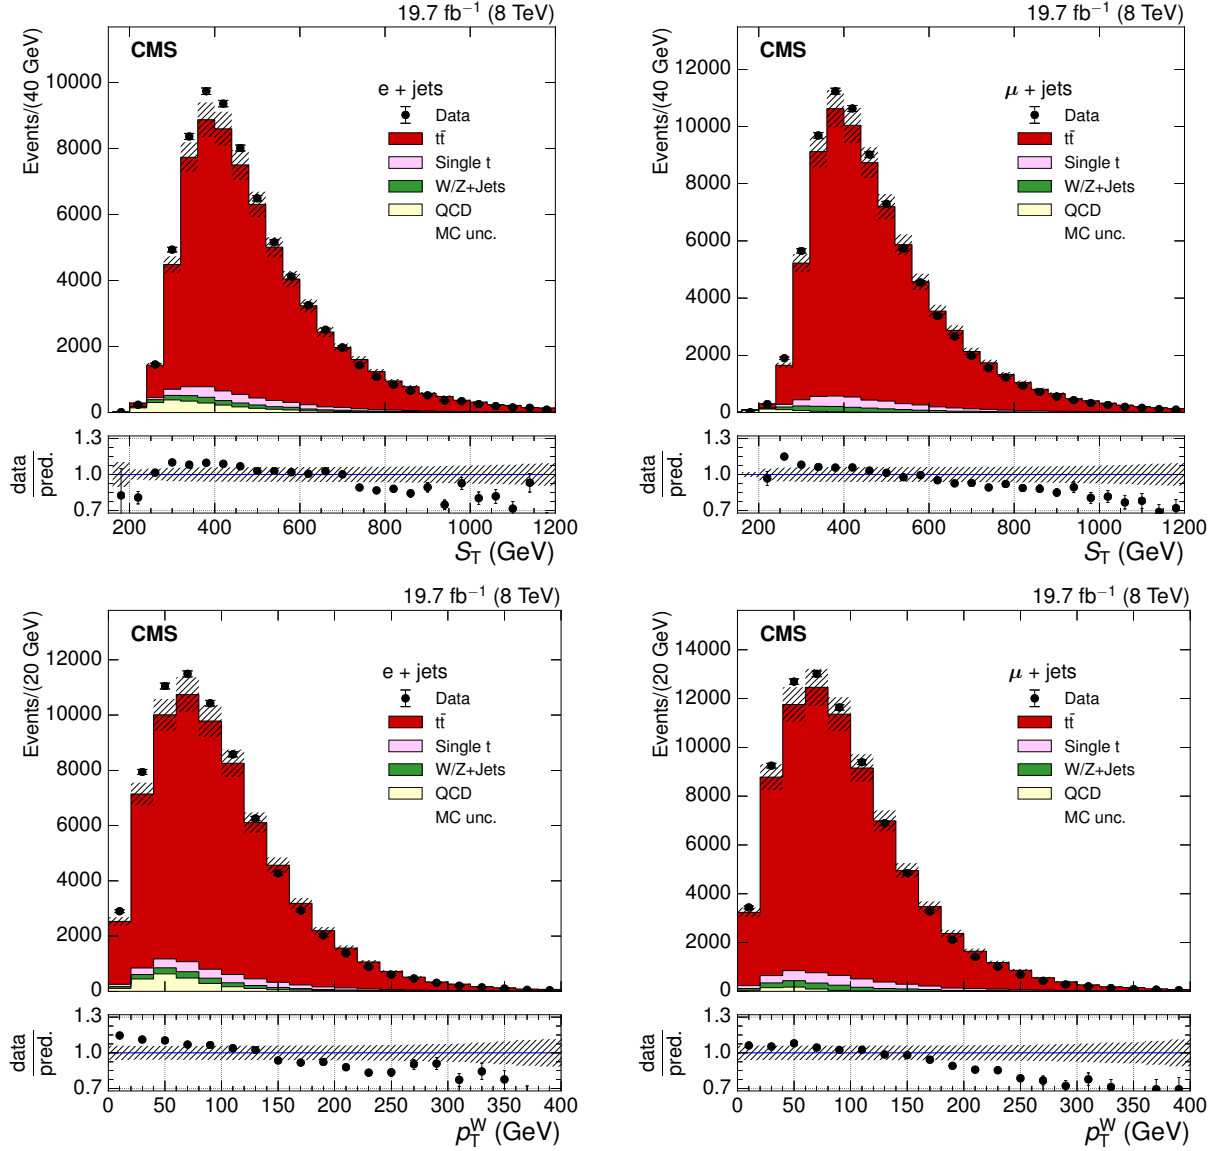 19.7 fb⁻¹ (8 TeV)
CMS
Events/(40 GeV)
10000
8000
6000
4000
2000
0
e + jets
Data
tt̄
Single t
W/Z+Jets
QCD
MC unc.
data
pred.
1.3
1.0
0.7
200 400 600 800 1000 1200
S_T (GeV)
19.7 fb⁻¹ (8 TeV)
CMS
Events/(40 GeV)
12000
10000
8000
6000
4000
2000
0
μ + jets
Data
tt̄
Single t
W/Z+Jets
QCD
MC unc.
data
pred.
1.3
1.0
0.7
200 400 600 800 1000 1200
S_T (GeV)
19.7 fb⁻¹ (8 TeV)
CMS
Events/(20 GeV)
12000
10000
8000
6000
4000
2000
0
e + jets
Data
tt̄
Single t
W/Z+Jets
QCD
MC unc.
data
pred.
1.3
1.0
0.7
0 50 100 150 200 250 300 350 400
p_T^W (GeV)
19.7 fb⁻¹ (8 TeV)
CMS
Events/(20 GeV)
14000
12000
10000
8000
6000
4000
2000
0
μ + jets
Data
tt̄
Single t
W/Z+Jets
QCD
MC unc.
data
pred.
1.3
1.0
0.7
0 50 100 150 200 250 300 350 400
p_T^W (GeV)